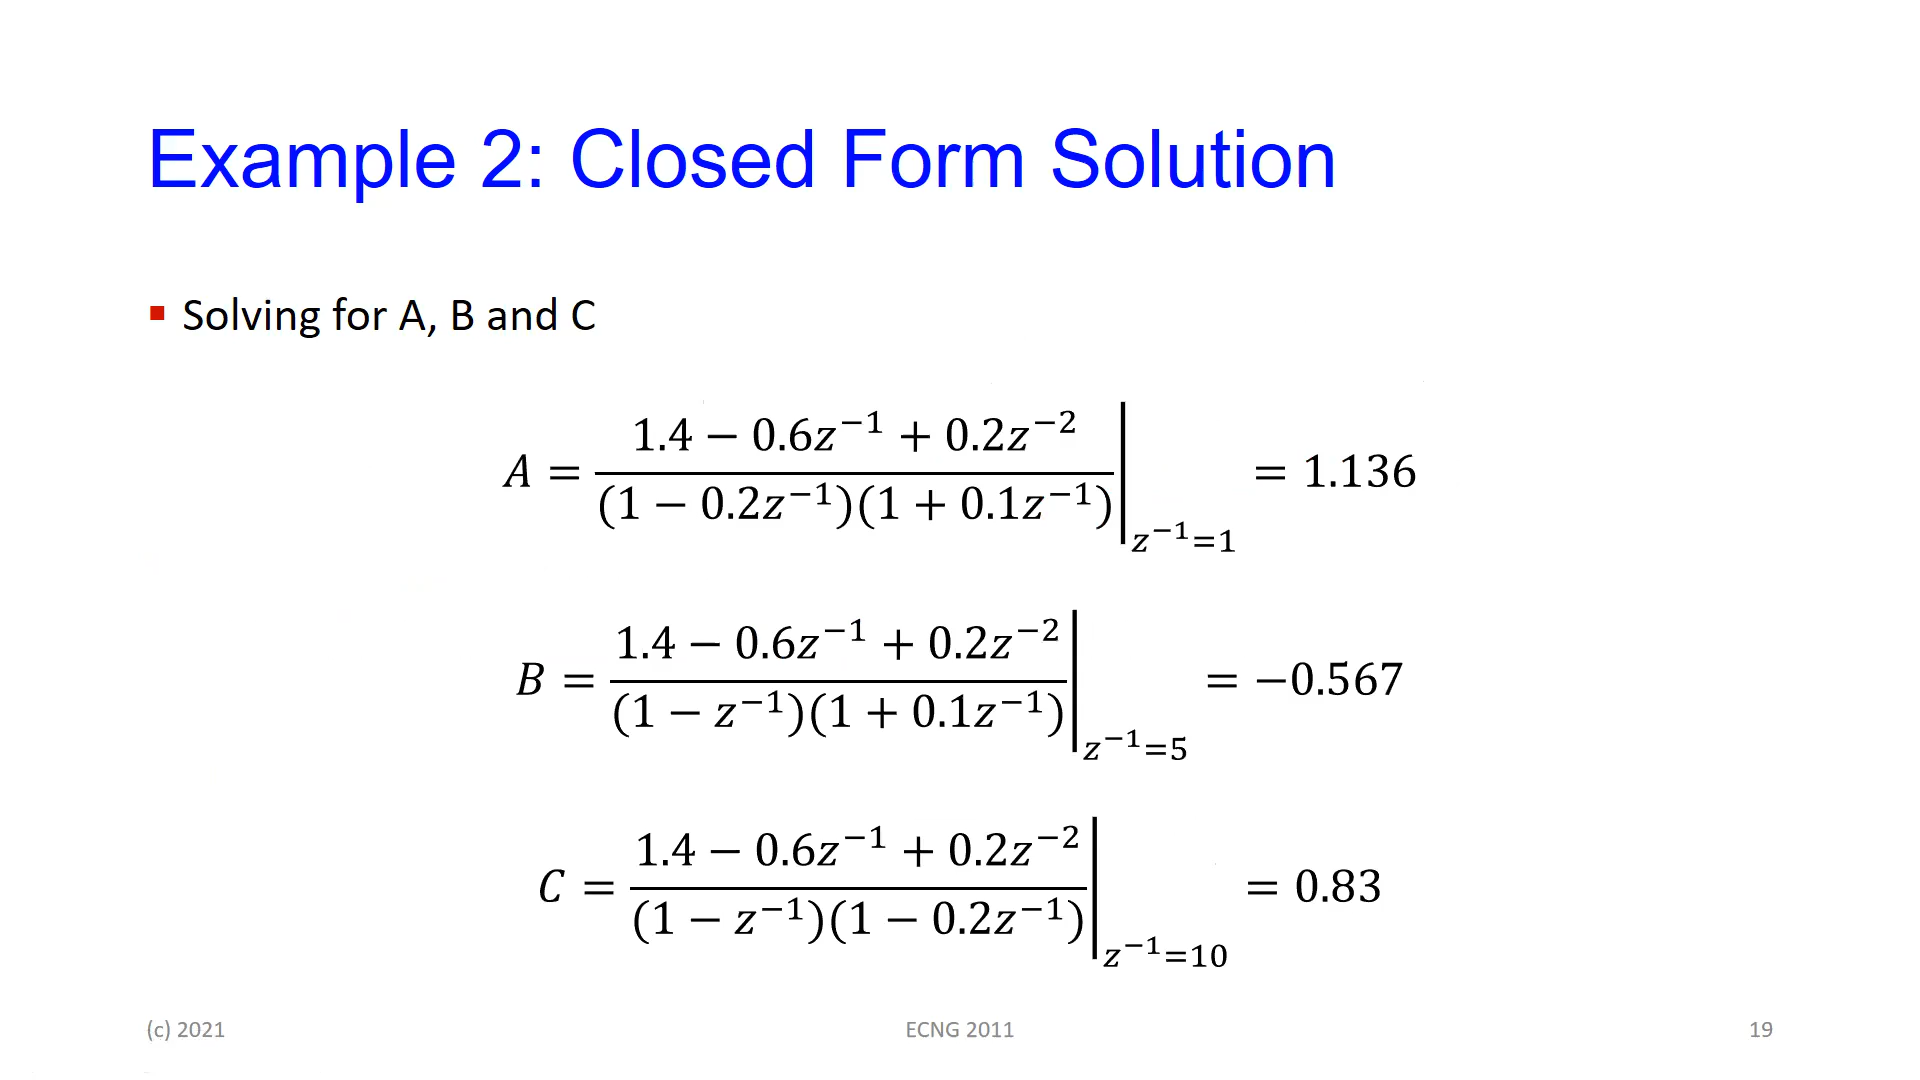 Example 2: Closed Form Solution
▪ Solving for A, B and C
A = \frac{1.4 − 0.6z^{−1} + 0.2z^{−2}}{(1 − 0.2z^{−1})(1 + 0.1z^{−1})}|_{z^{−1}=1} = 1.136
B = \frac{1.4 − 0.6z^{−1} + 0.2z^{−2}}{(1 − z^{−1})(1 + 0.1z^{−1})}|_{z^{−1}=5} = −0.567
C = \frac{1.4 − 0.6z^{−1} + 0.2z^{−2}}{(1 − z^{−1})(1 − 0.2z^{−1})}|_{z^{−1}=10} = 0.83
(c) 2021 ECNG 2011 19